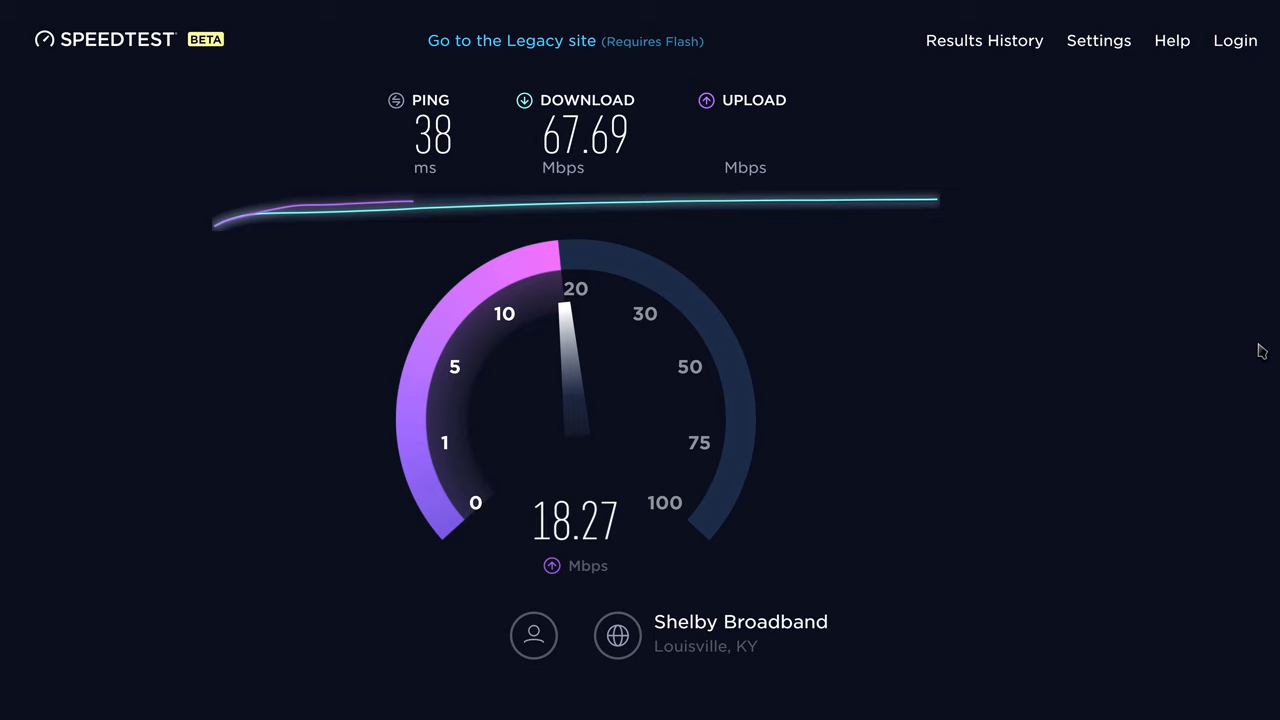 SPEEDTEST BETA
Go to the Legacy site (Requires Flash)
Results History Settings Help Login
PING DOWNLOAD UPLOAD
38 67.69
ms Mbps Mbps
20
10 30
5 50
1 75
0 100
18.27
Mbps
Shelby Broadband
Louisville, KY